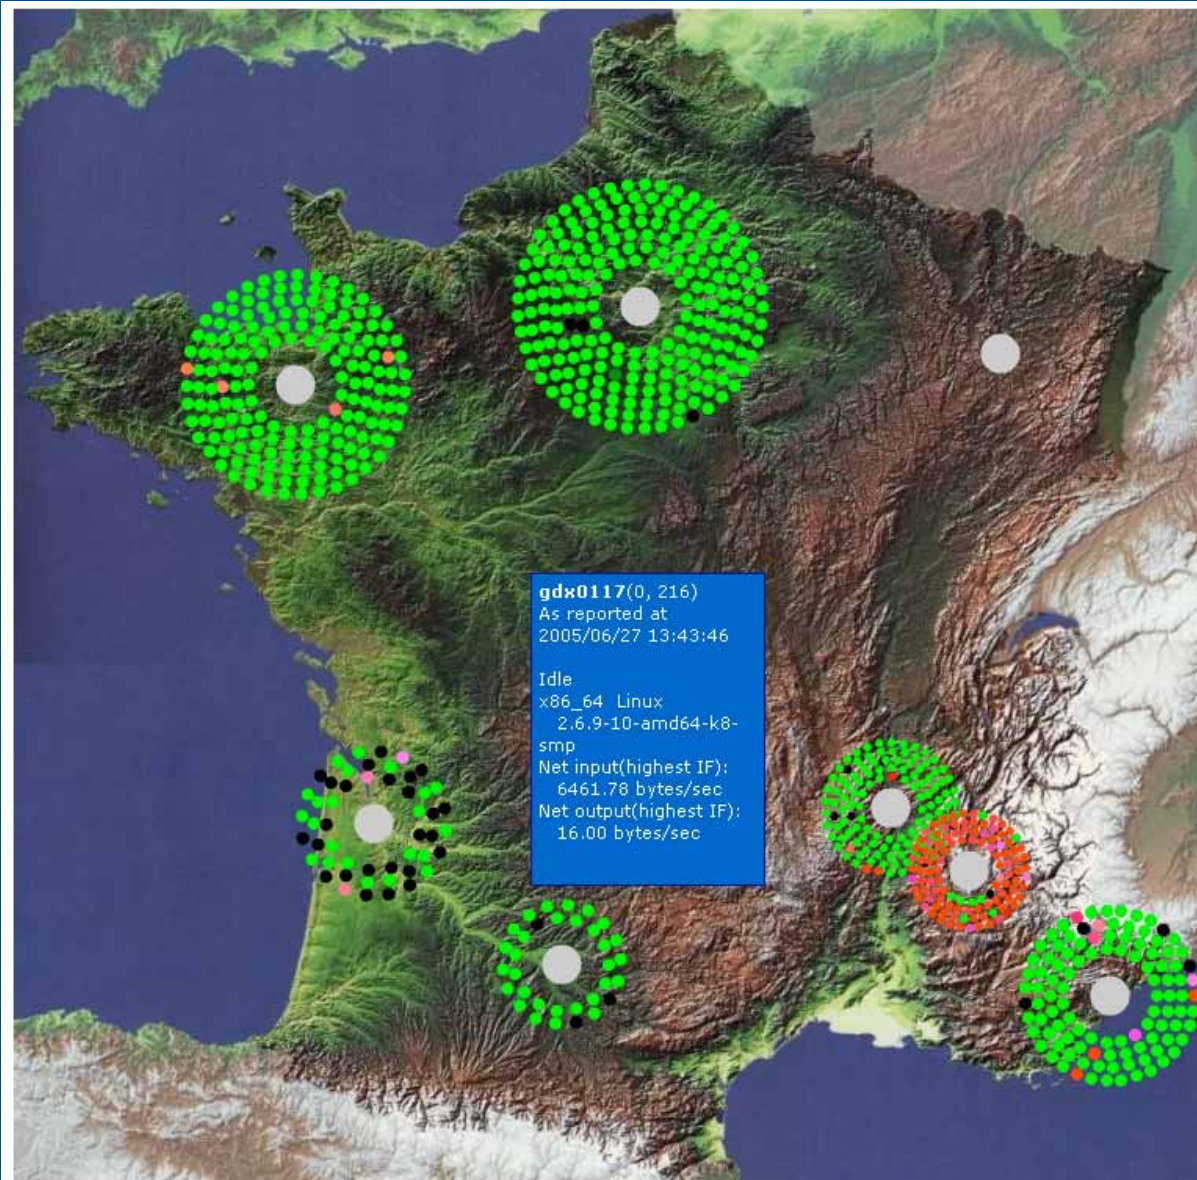 gdx0117(0, 216)
As reported at
2005/06/27 13:43:46
Idle
x86_64 Linux
2.6.9-10-amd64-k8-
smp
Net input(highest IF):
6461.78 bytes/sec
Net output(highest IF):
16.00 bytes/sec